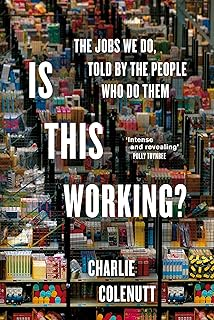 THE JOBS WE DO,
TOLD BY THE PEOPLE
WHO DO THEM
IS
THIS
WORKING?
'Intense
and revealing'
POLLY TOYNBEE
CHARLIE
COLENUTT